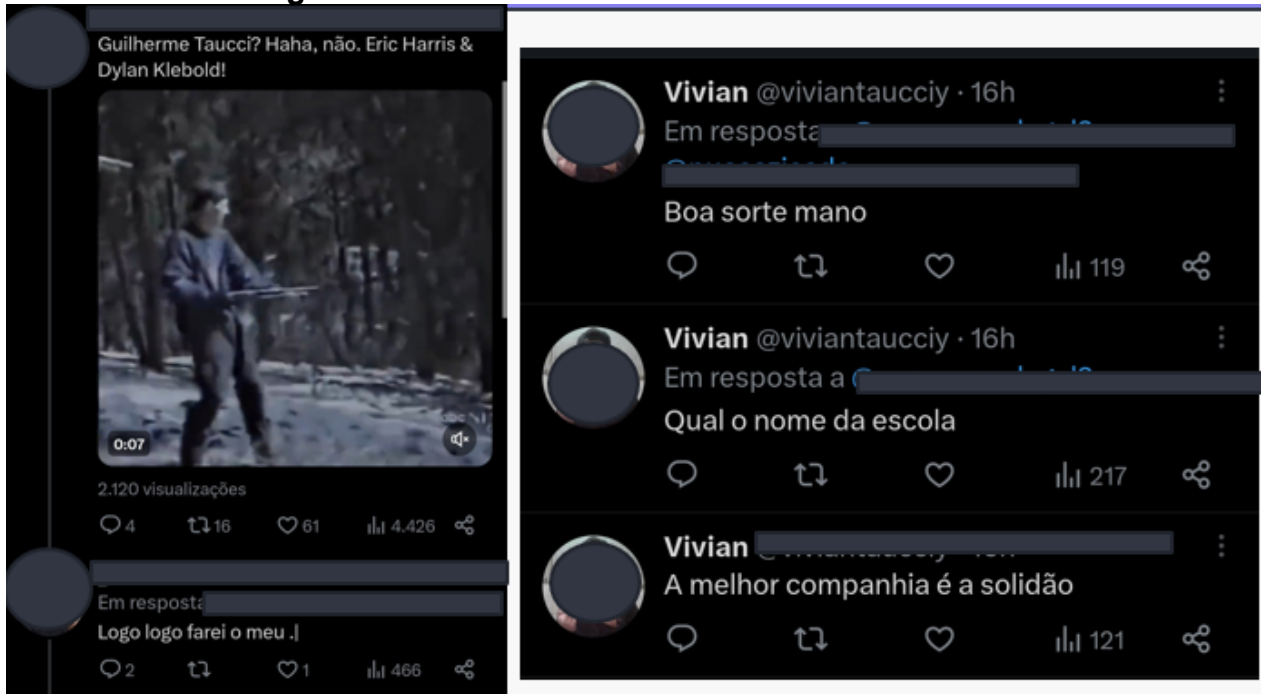 Guilherme Taucci? Haha, não. Eric Harris &
Dylan Klebold!
abc
0:07
2.120 visualizações
4 16 61 4.426
Em resposta
Logo logo farei o meu .|
2 1 466
Vivian @viviantaucciy · 16h
Em resposta
Boa sorte mano
119
Vivian @viviantaucciy · 16h
Em resposta a
Qual o nome da escola
217
Vivian
A melhor companhia é a solidão
121